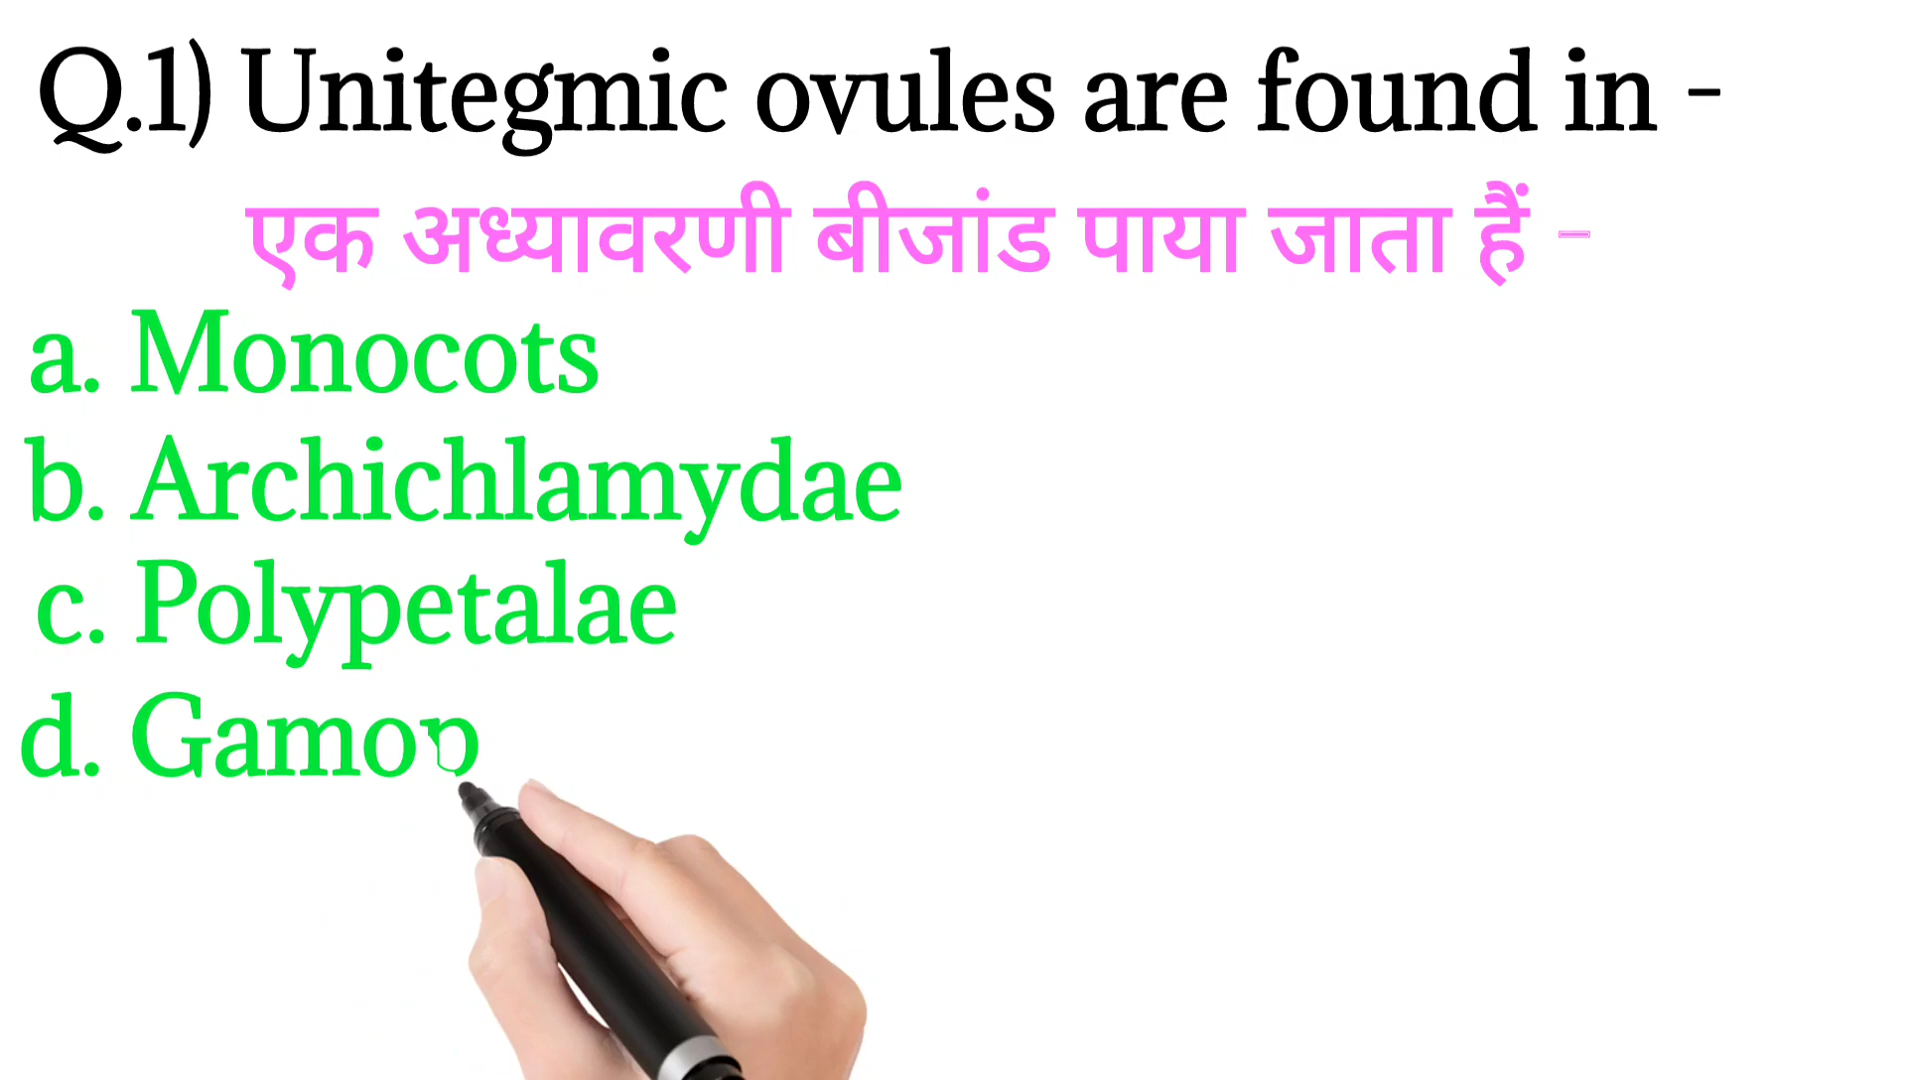 Q.1) Unitegmic ovules are found in -
एक अध्यावरणी बीजांड पाया जाता हैं -
a. Monocots
b. Archichlamydae
c. Polypetalae
d. Gamop